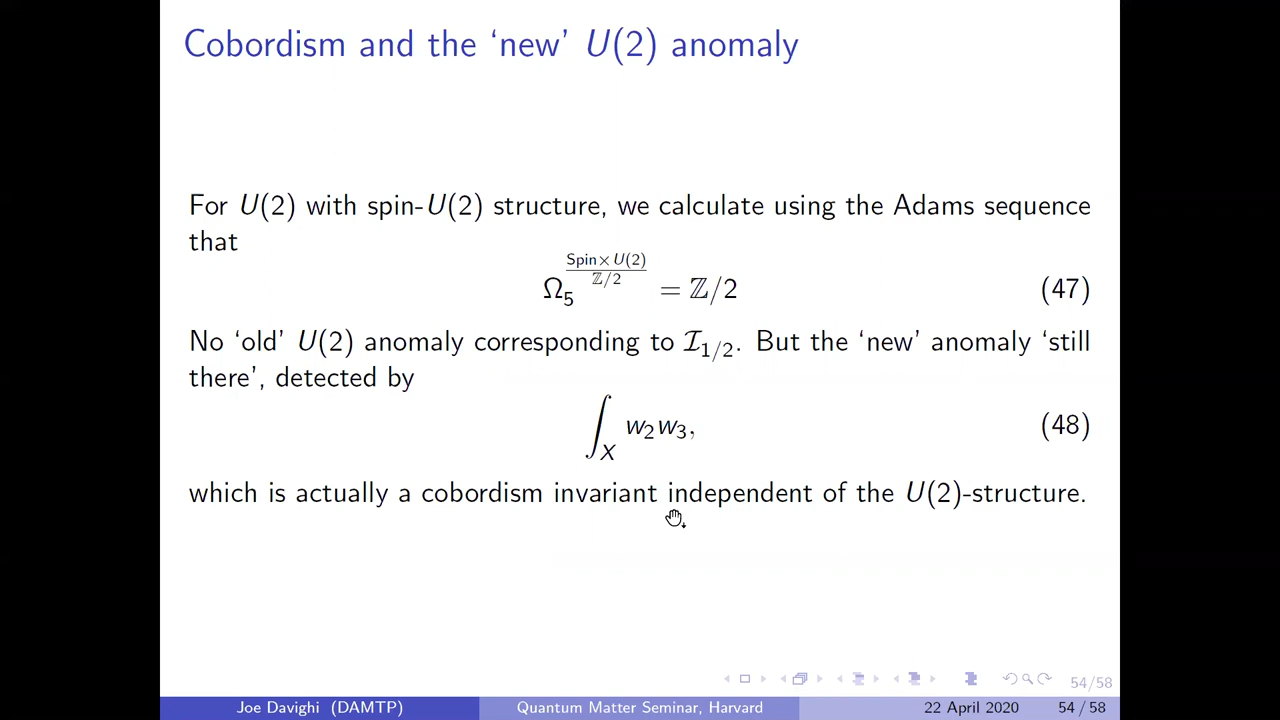 Cobordism and the ‘new’ U(2) anomaly
For U(2) with spin-U(2) structure, we calculate using the Adams sequence
that
Ω₅^{(Spin×U(2))/(ℤ/2)} = ℤ/2 (47)
No ‘old’ U(2) anomaly corresponding to 𝓘_{1/2}. But the ‘new’ anomaly ‘still
there’, detected by
∫_X w₂w₃, (48)
which is actually a cobordism invariant independent of the U(2)-structure.
54/58
Joe Davighi (DAMTP) Quantum Matter Seminar, Harvard 22 April 2020 54 / 58